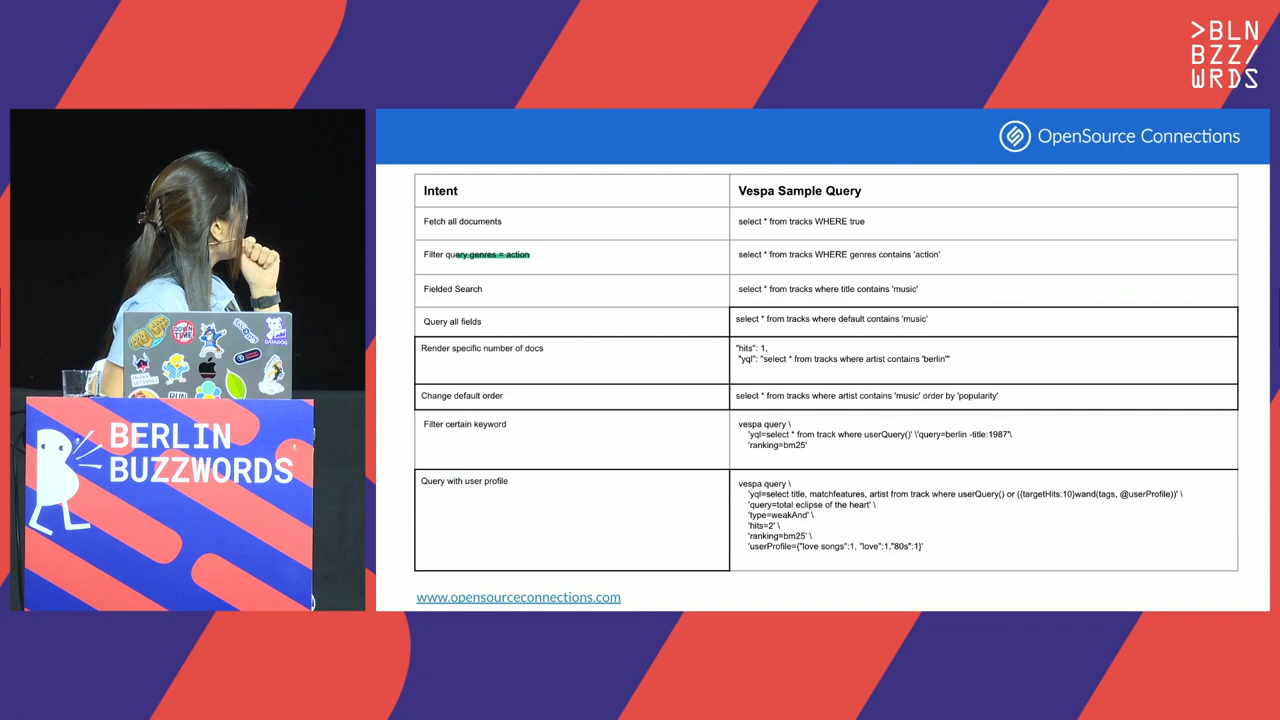 >BLN
BZZ/
WRDS
OpenSource Connections
Intent
Vespa Sample Query
Fetch all documents
select * from tracks WHERE true
Filter query genres = action
select * from tracks WHERE genres contains 'action'
Fielded Search
select * from tracks where title contains 'music'
Query all fields
select * from tracks where default contains 'music'
Render specific number of docs
"hits": 1,
"yql": "select * from tracks where artist contains 'berlin'"
Change default order
select * from tracks where artist contains 'music' order by 'popularity'
Filter certain keyword
vespa query \
'yql=select * from track where userQuery()' \'query=berlin -title:1987'\
'ranking=bm25'
Query with user profile
vespa query \
'yql=select title, matchfeatures, artist from track where userQuery() or ({targetHits:10}wand(tags, @userProfile))' \
'query=total eclipse of the heart' \
'type=weakAnd' \
'hits=2' \
'ranking=bm25' \
'userProfile={"love songs":1, "love":1,"80s":1}'
www.opensourceconnections.com
DOWN
TIME
DATADOG
RUN
BERLIN
BUZZWORDS